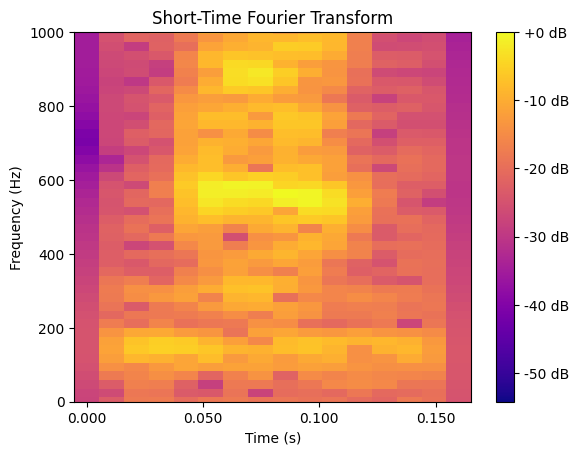 Short-Time Fourier Transform
1000
800
600
400
200
0
Frequency (Hz)
0.000
0.050
0.100
0.150
Time (s)
+0 dB
-10 dB
-20 dB
-30 dB
-40 dB
-50 dB